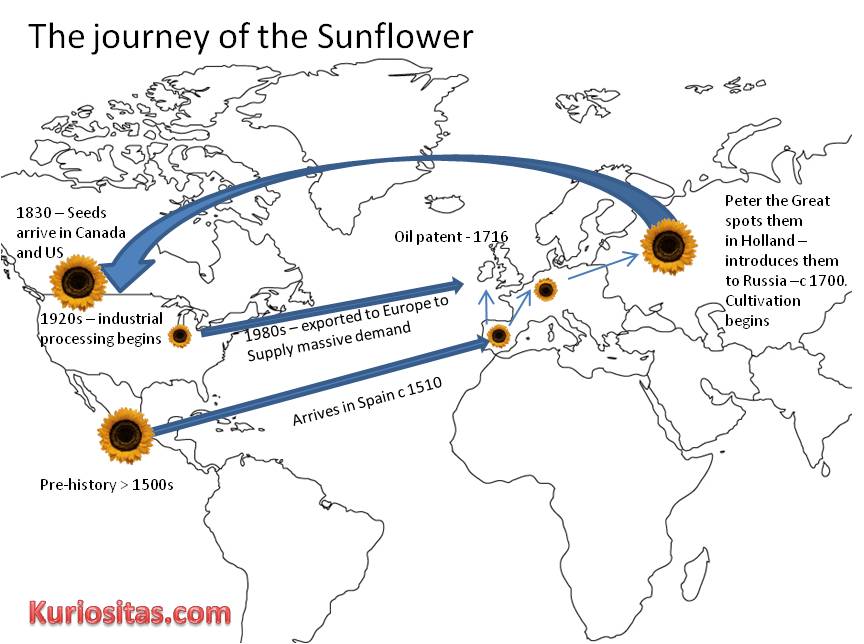 The journey of the Sunflower
1830 – Seeds
arrive in Canada
and US
Oil patent - 1716
Peter the Great
spots them
in Holland –
introduces them
to Russia –c 1700.
Cultivation
begins
1920s – industrial
processing begins
1980s – exported to Europe to
Supply massive demand
Arrives in Spain c 1510
Pre-history > 1500s
Kuriositas.com